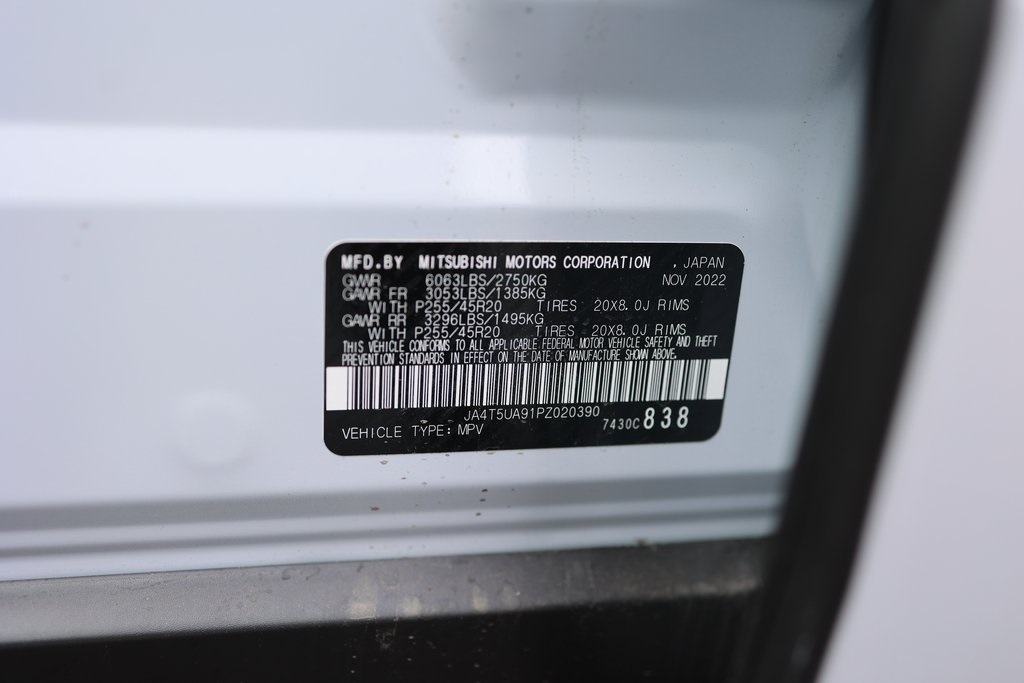 MFD.BY MITSUBISHI MOTORS CORPORATION , JAPAN
GVWR 6063LBS/2750KG NOV 2022
GAWR FR 3053LBS/1385KG
WITH P255/45R20 TIRES 20X8.0J RIMS
GAWR RR 3296LBS/1495KG
WITH P255/45R20 TIRES 20X8.0J RIMS
THIS VEHICLE CONFORMS TO ALL APPLICABLE FEDERAL MOTOR VEHICLE SAFETY AND THEFT
PREVENTION STANDARDS IN EFFECT ON THE DATE OF MANUFACTURE SHOWN ABOVE.
JA4T5UA91PZ020390
VEHICLE TYPE: MPV 7430C 838